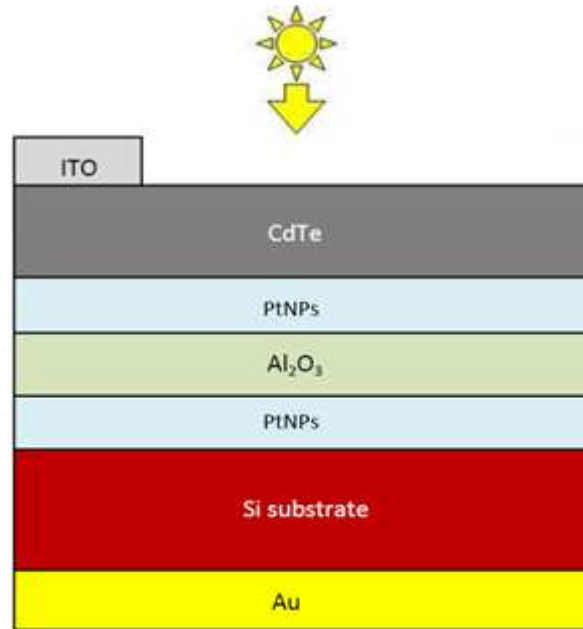 ITO
CdTe
PtNPs
Al₂O₃
PtNPs
Si substrate
Au